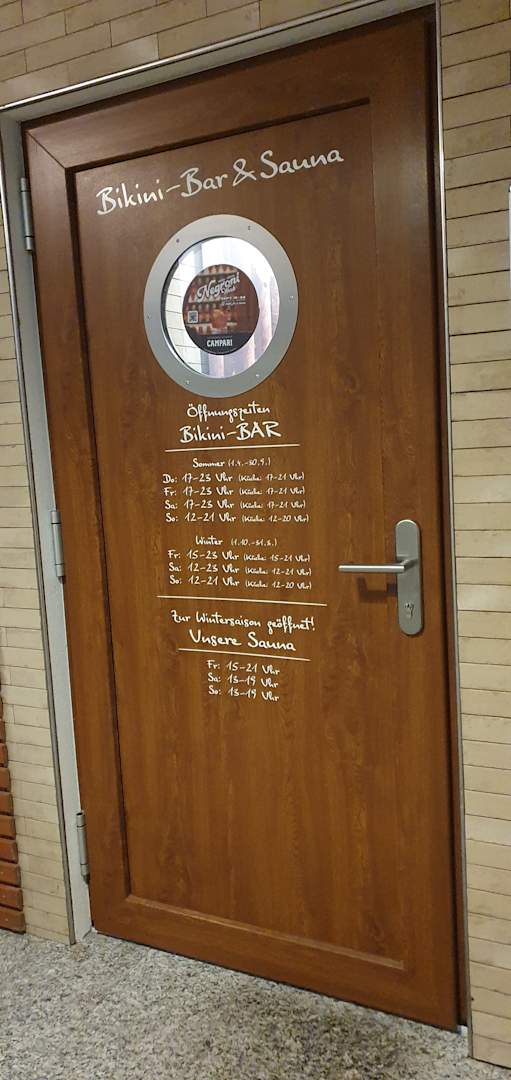 Bikini-Bar & Sauna
Negroni
CAMPARI
Öffnungszeiten
Bikini-BAR
Sommer (1.4.-30.9.)
Do: 17-23 Uhr (Küche: 17-21 Uhr)
Fr: 17-23 Uhr (Küche: 17-21 Uhr)
Sa: 17-23 Uhr (Küche: 17-21 Uhr)
So: 12-21 Uhr (Küche: 12-20 Uhr)
Winter (1.10.-31.3.)
Fr: 15-23 Uhr (Küche: 15-21 Uhr)
Sa: 12-23 Uhr (Küche: 12-21 Uhr)
So: 12-21 Uhr (Küche: 12-20 Uhr)
Zur Wintersaison geöffnet!
Unsere Sauna
Fr: 15-21 Uhr
Sa: 13-19 Uhr
So: 13-19 Uhr